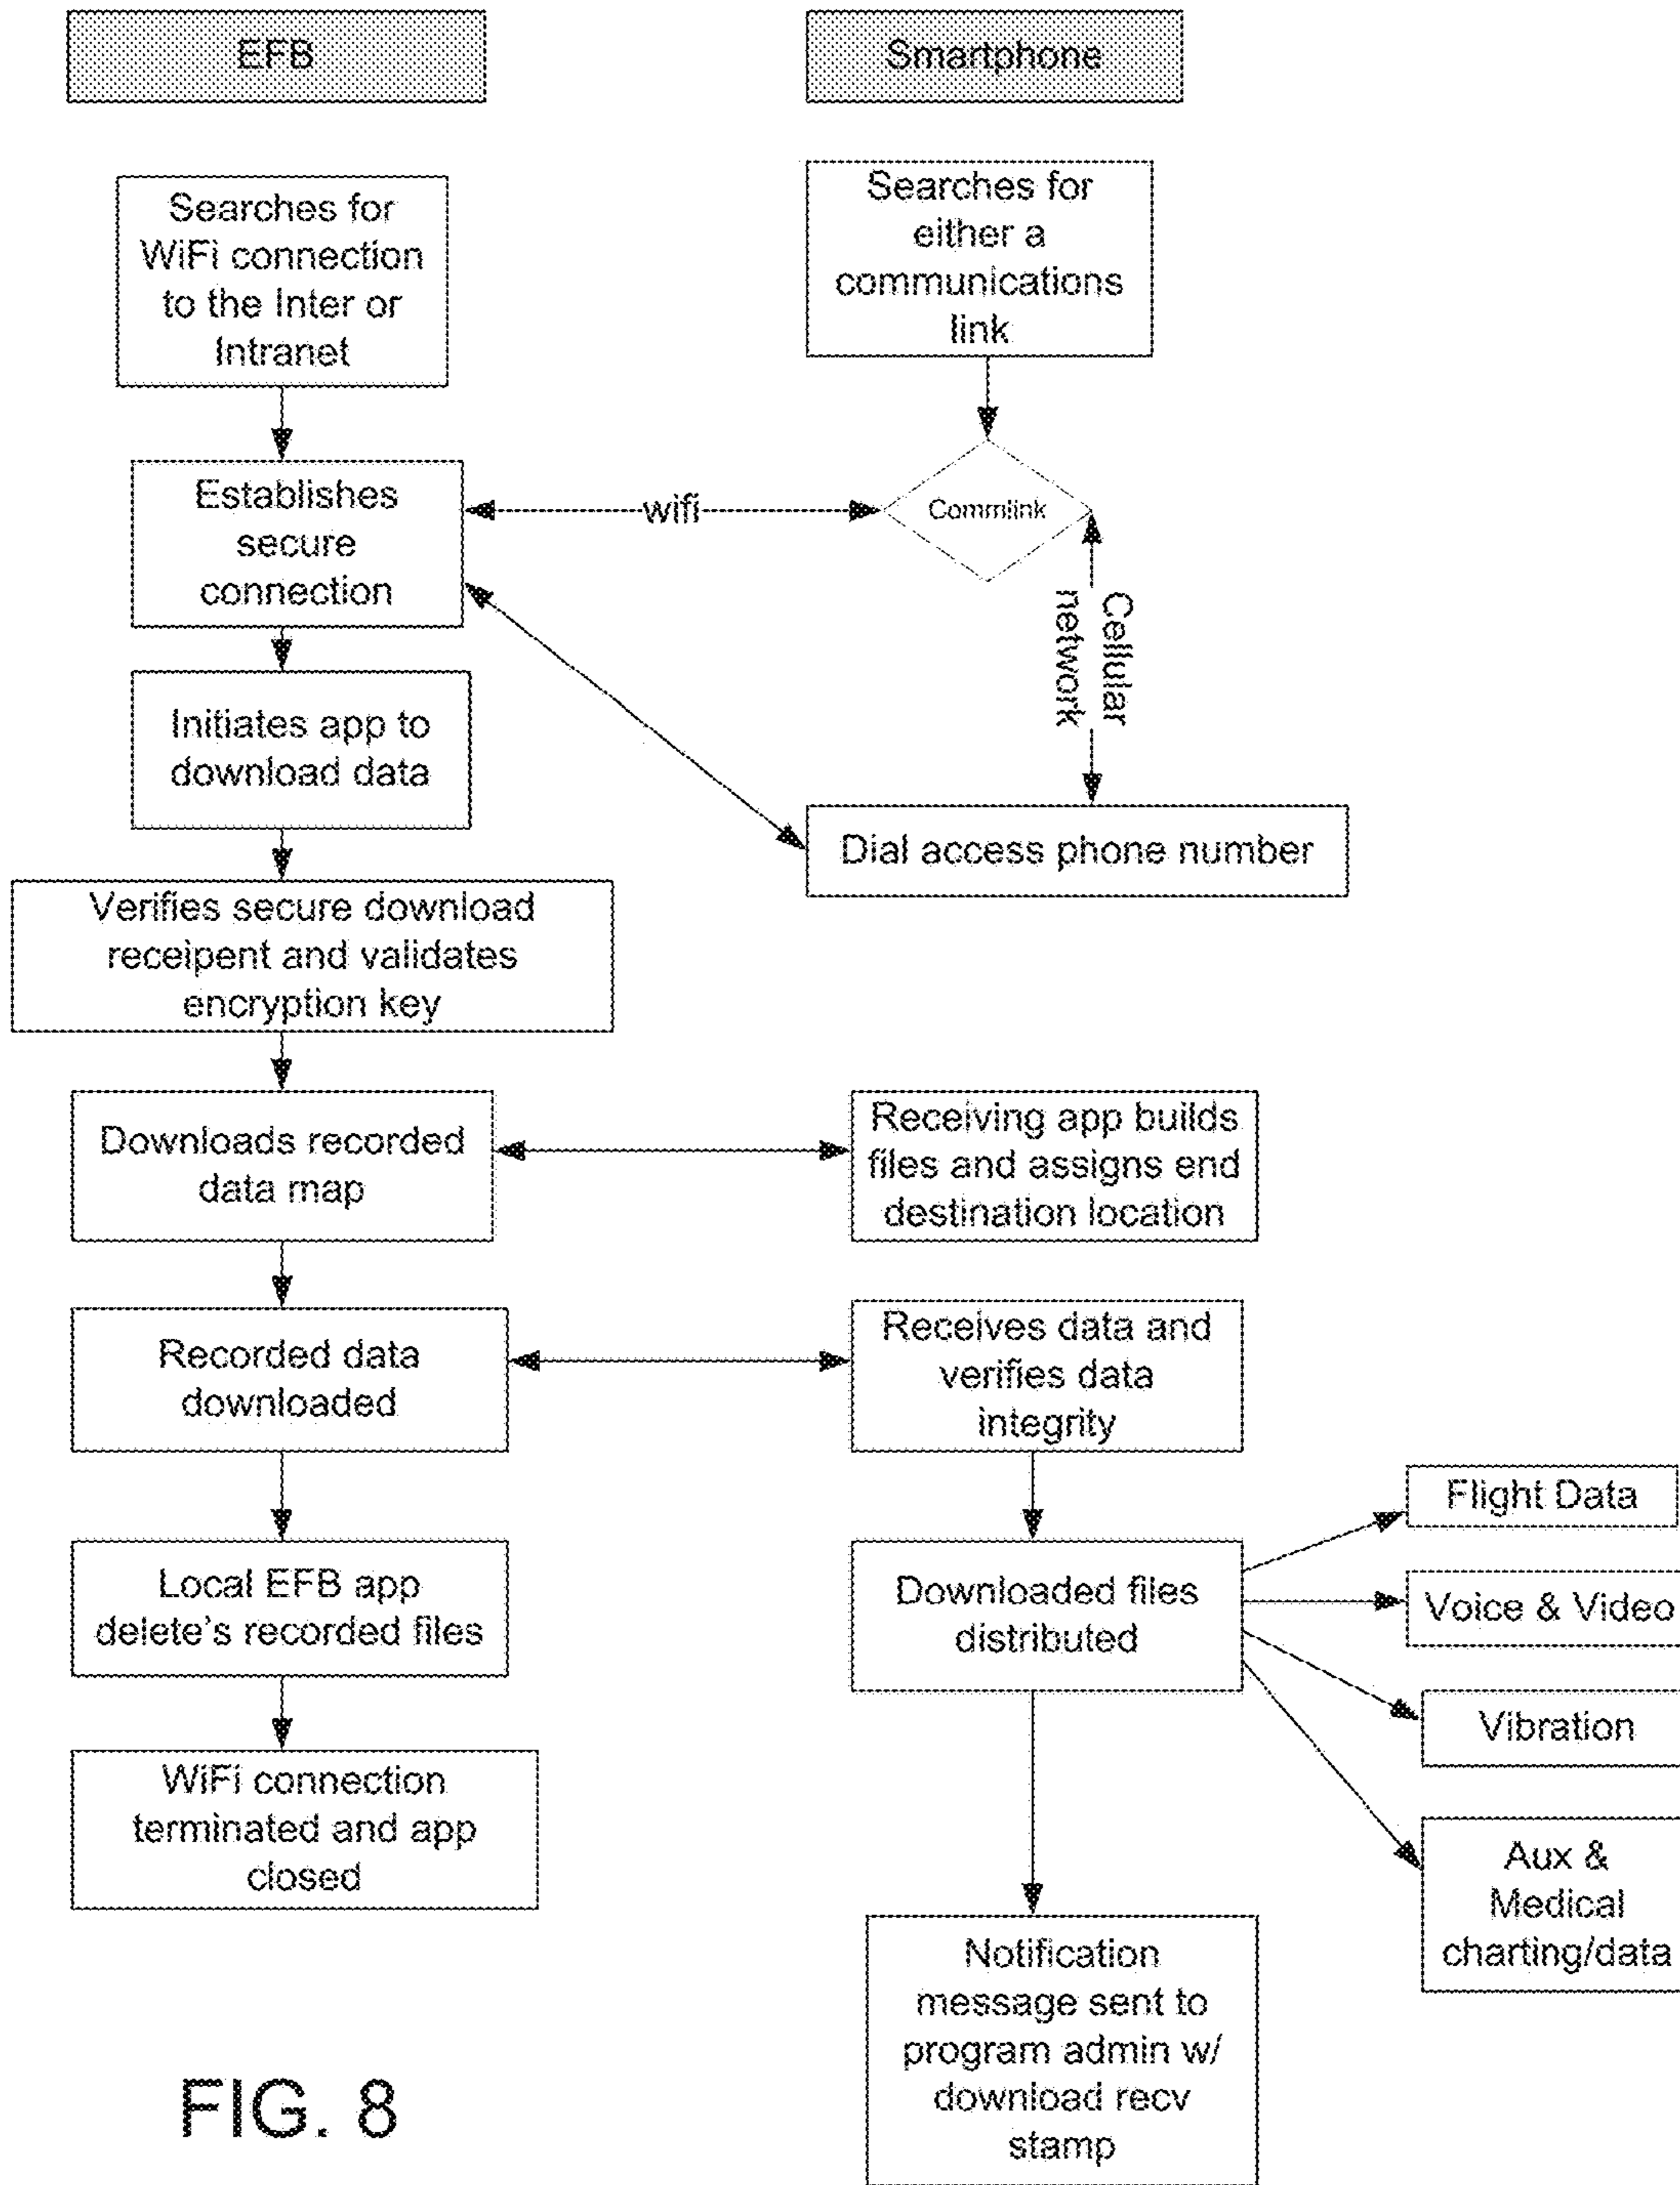 EFB
Smartphone
Searches for
WiFi connection
to the Inter or
Intranet
Searches for
either a
communications
link
Establishes
secure
connection
wifi
Commlink
Cellular
network
Initiates app to
download data
Dial access phone number
Verifies secure download
receipent and validates
encryption key
Downloads recorded
data map
Receiving app builds
files and assigns end
destination location
Recorded data
downloaded
Receives data and
verifies data
integrity
Flight Data
Local EFB app
delete's recorded files
Downloaded files
distributed
Voice & Video
Vibration
WiFi connection
terminated and app
closed
Aux &
Medical
charting/data
Notification
message sent to
program admin w/
download recv
stamp
FIG. 8